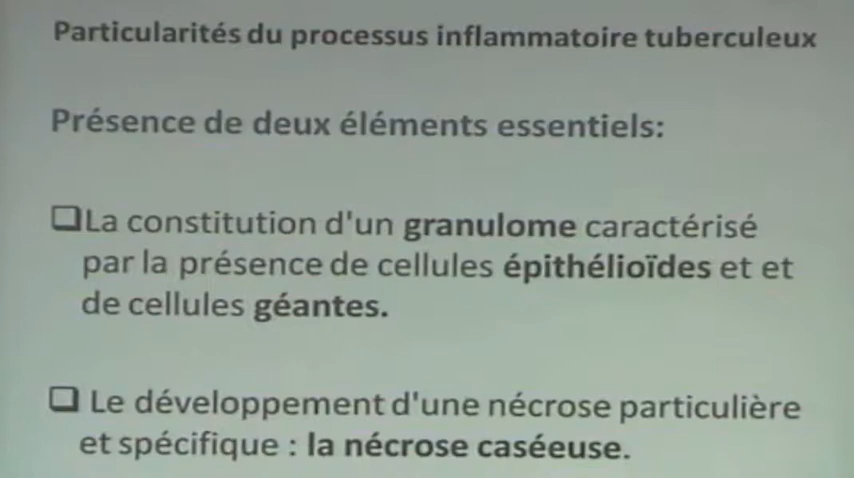 Particularités du processus inflammatoire tuberculeux
Présence de deux éléments essentiels:
❑La constitution d'un granulome caractérisé
par la présence de cellules épithélioïdes et et
de cellules géantes.
❑ Le développement d'une nécrose particulière
et spécifique : la nécrose caséeuse.